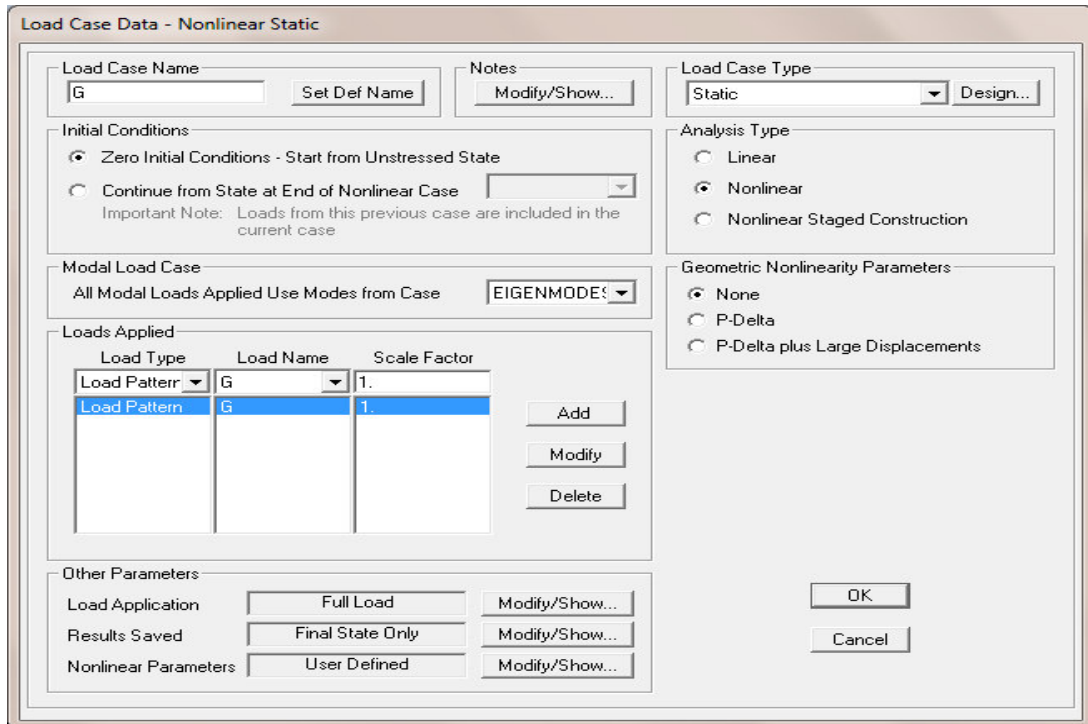 Load Case Data - Nonlinear Static
Load Case Name
G
Set Def Name
Notes
Modify/Show...
Load Case Type
Static
Design...
Initial Conditions
Zero Initial Conditions - Start from Unstressed State
Continue from State at End of Nonlinear Case
Important Note: Loads from this previous case are included in the
current case
Analysis Type
Linear
Nonlinear
Nonlinear Staged Construction
Modal Load Case
All Modal Loads Applied Use Modes from Case
EIGENMODES
Geometric Nonlinearity Parameters
None
P-Delta
P-Delta plus Large Displacements
Loads Applied
Load Type Load Name Scale Factor
Load Pattern G 1.
Load Pattern G 1.
Add
Modify
Delete
Other Parameters
Load Application Full Load Modify/Show...
Results Saved Final State Only Modify/Show...
Nonlinear Parameters User Defined Modify/Show...
OK
Cancel